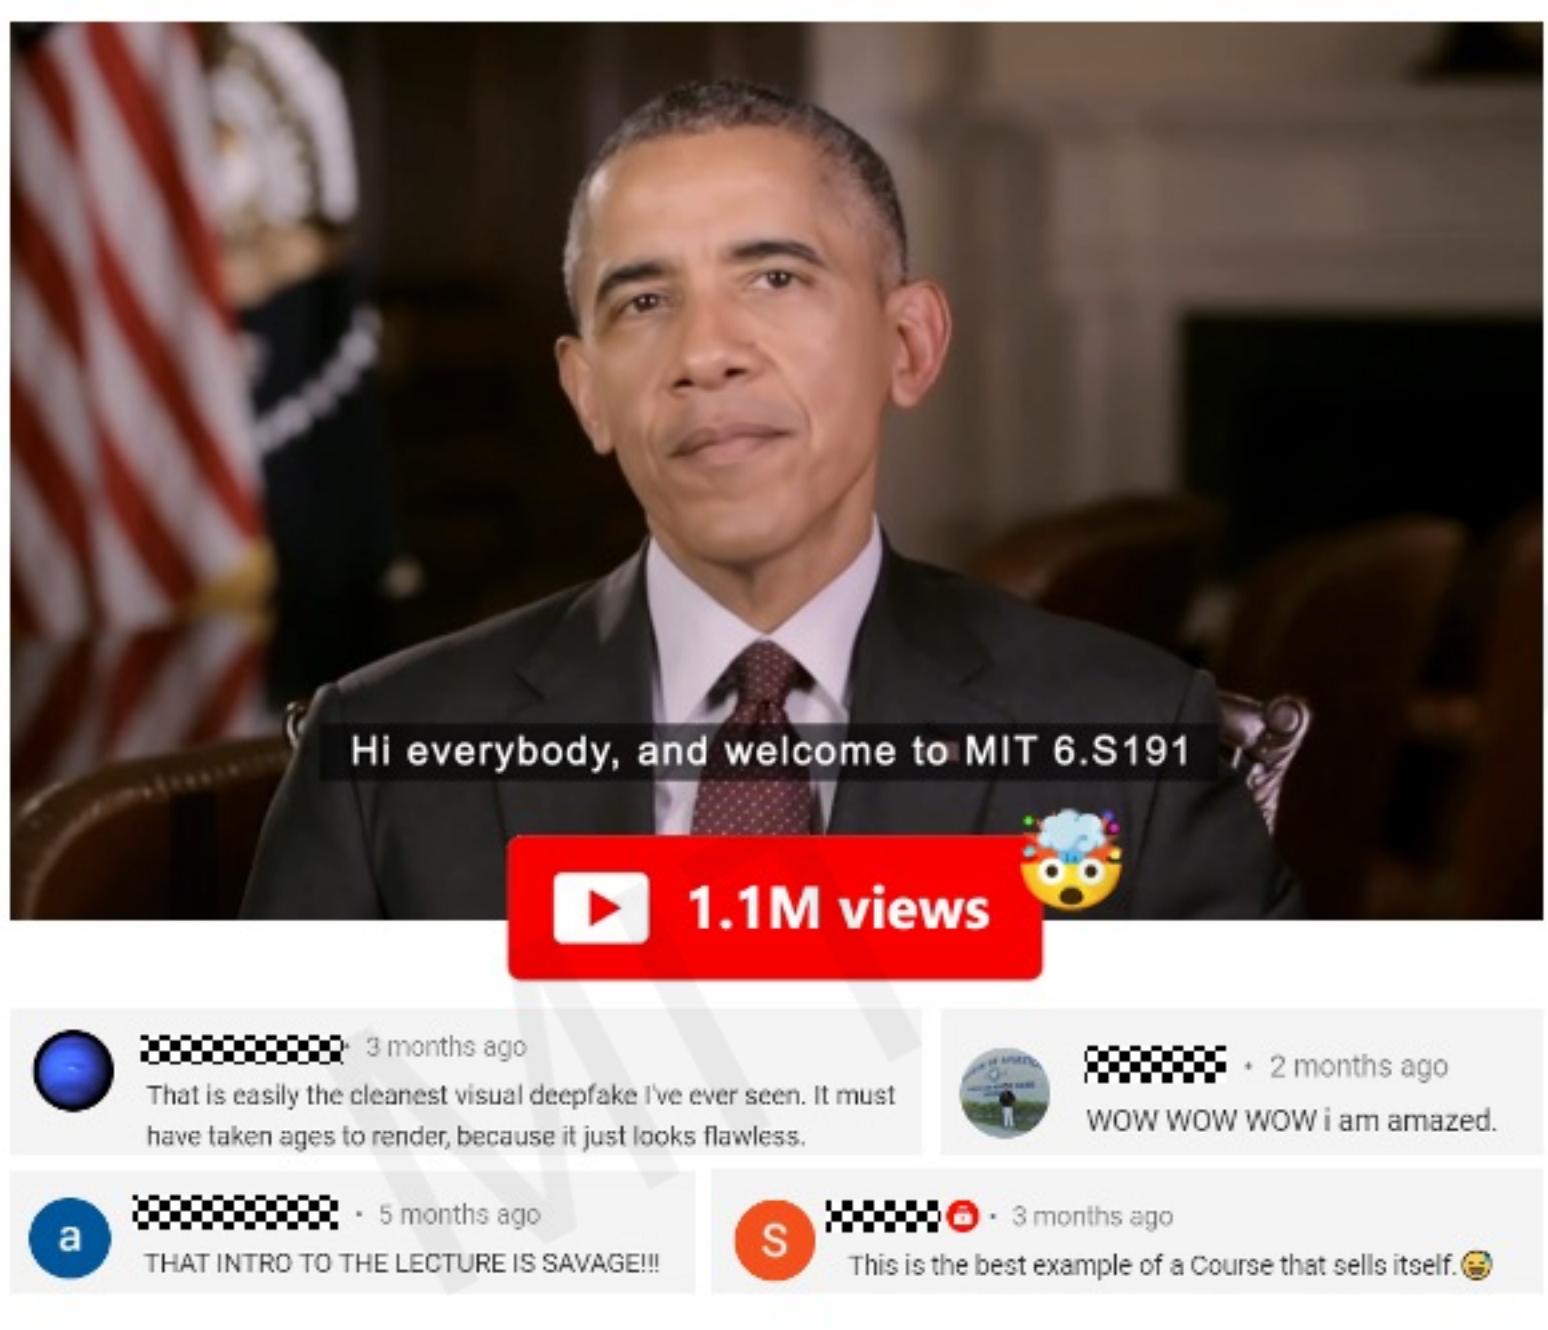 Hi everybody, and welcome to MIT 6.S191
1.1M views
3 months ago
That is easily the cleanest visual deepfake I've ever seen. It must
have taken ages to render, because it just looks flawless.
2 months ago
WOW WOW WOW i am amazed.
a
5 months ago
THAT INTRO TO THE LECTURE IS SAVAGE!!!
S
3 months ago
This is the best example of a Course that sells itself.
MIT